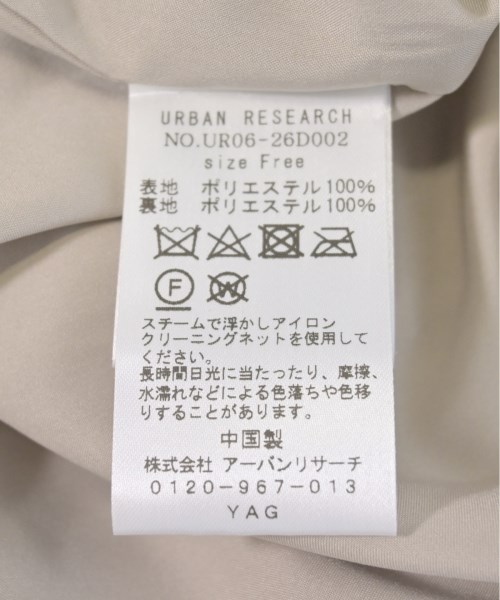 URBAN RESEARCH
NO.UR06-26D002
size Free
表地 ポリエステル100%
裏地 ポリエステル100%
F W
スチームで浮かしアイロン
クリーニングネットを使用して
ください。
長時間日光に当たったり、摩擦、
水濡れなどによる色落ちや色移
りすることがあります。
中国製
株式会社 アーバンリサーチ
0120-967-013
YAG